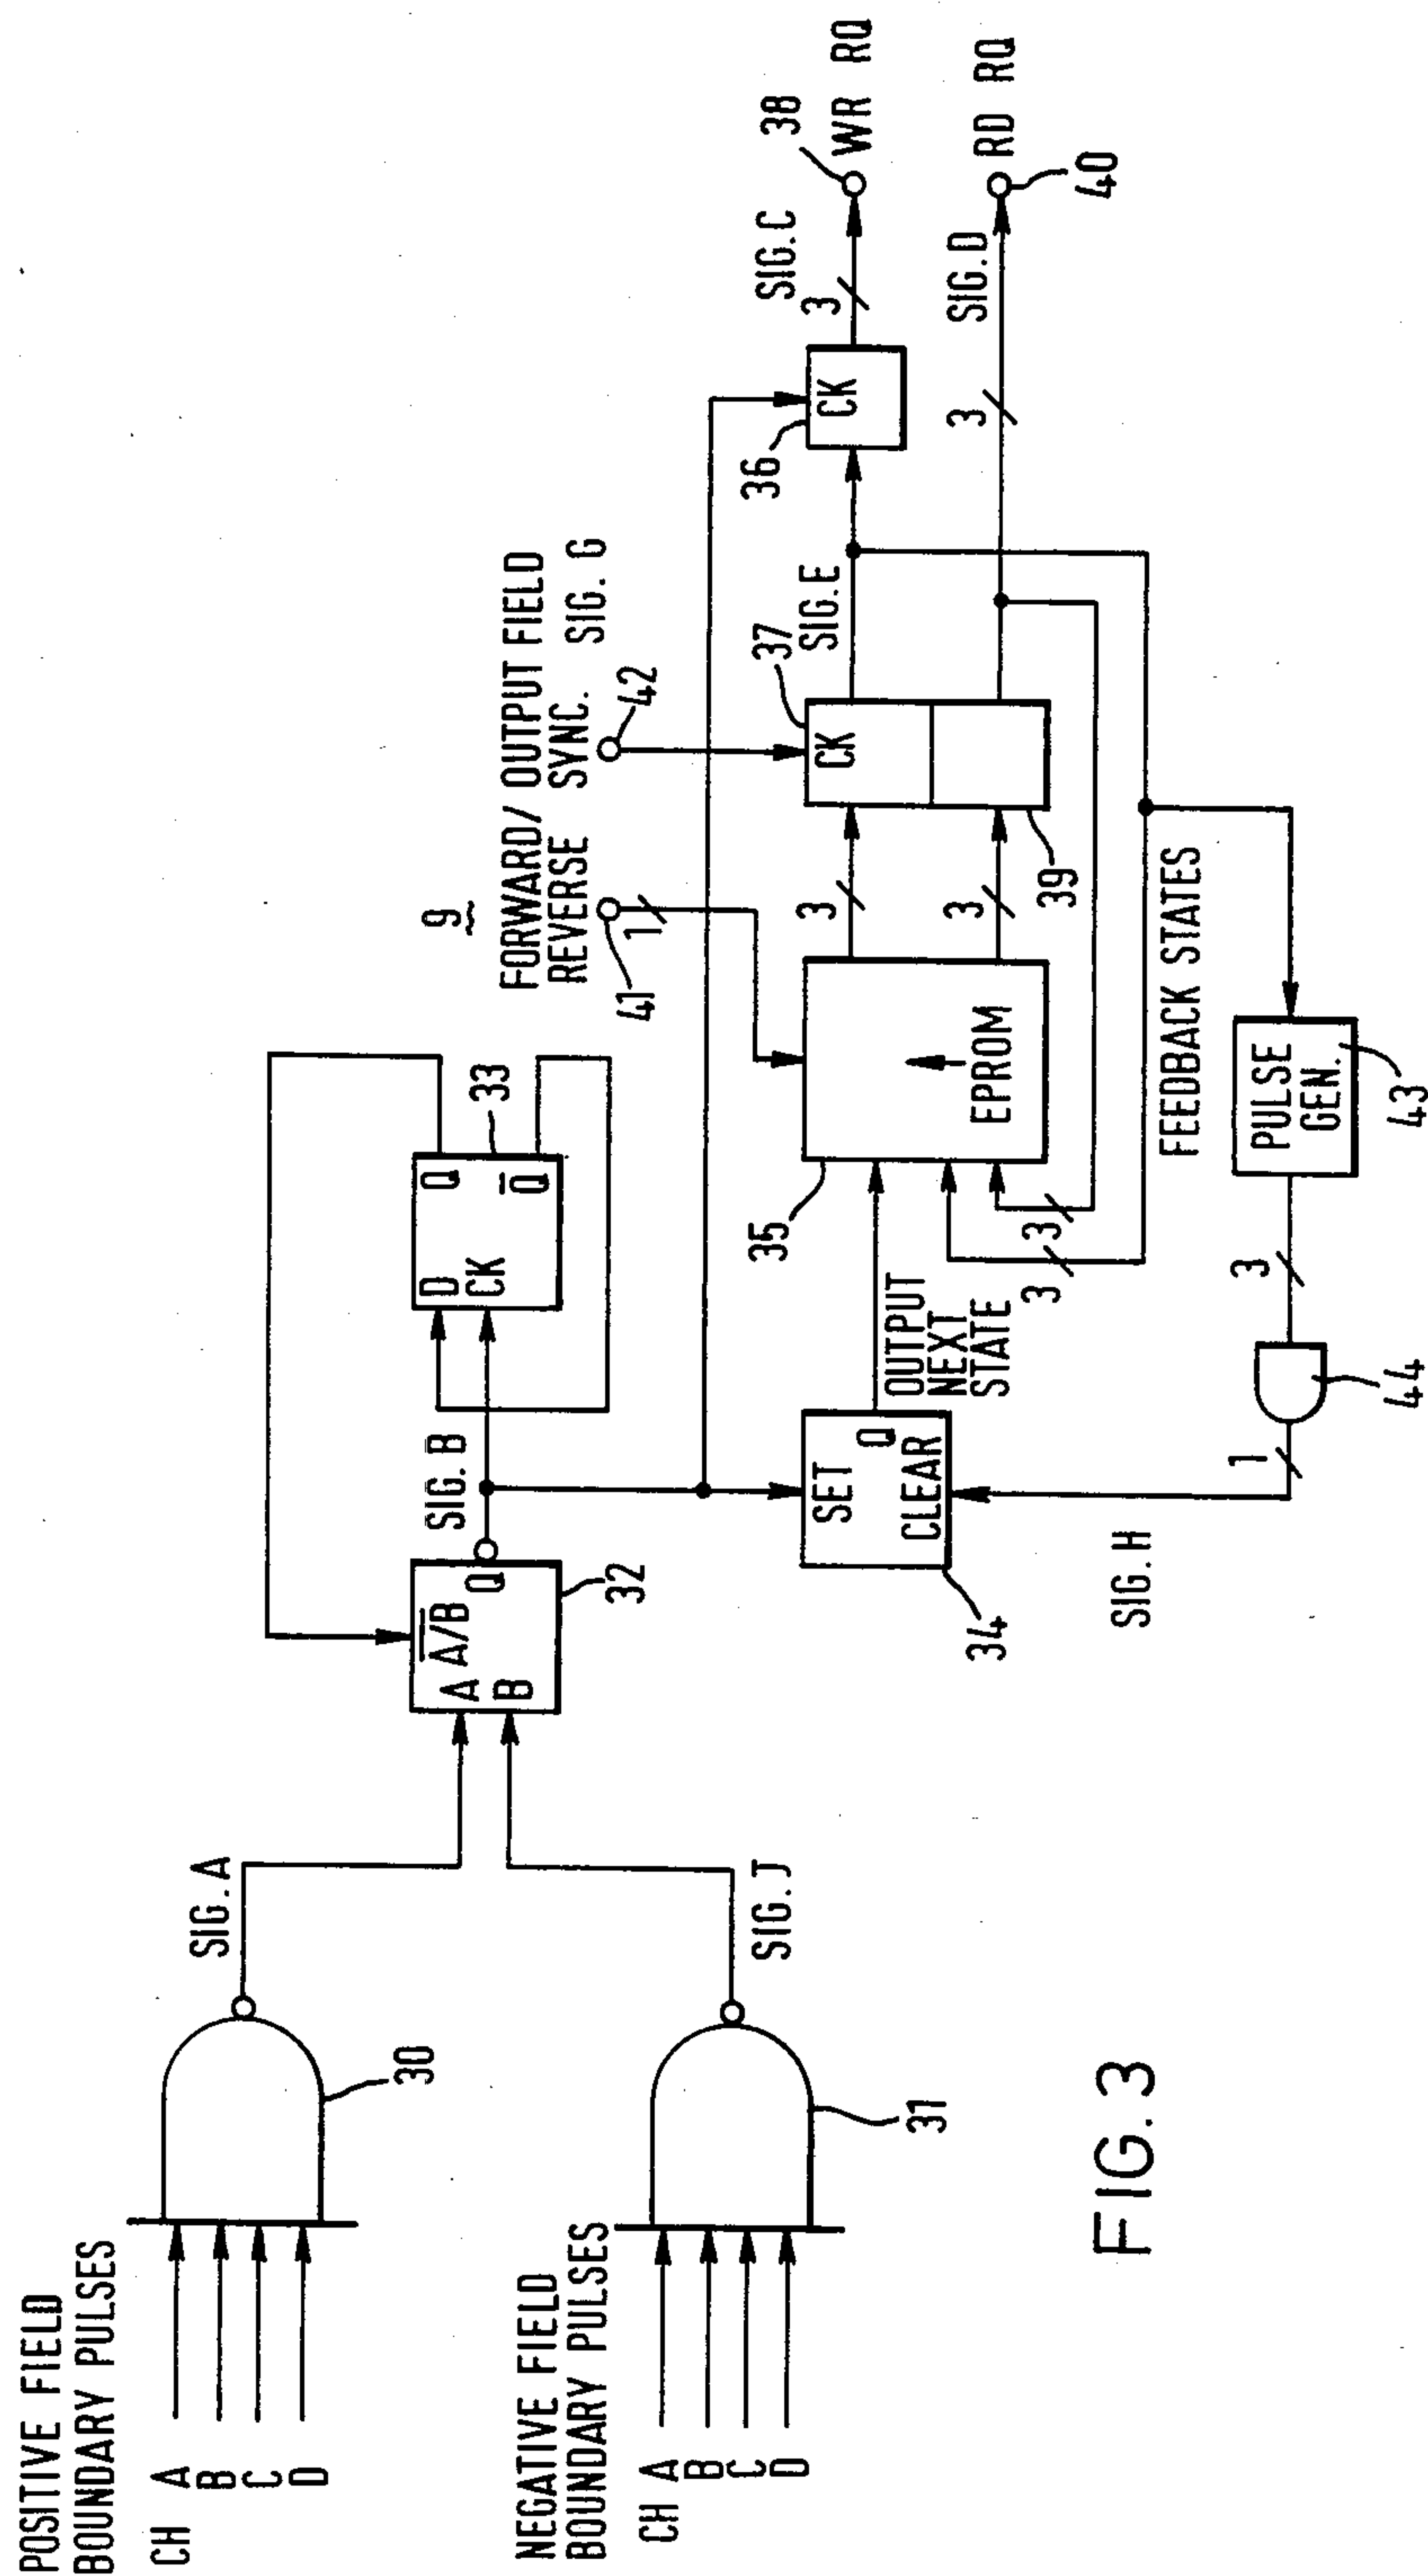 POSITIVE FIELD
BOUNDARY PULSES
CH A
B
C
D
30
SIG. A
NEGATIVE FIELD
BOUNDARY PULSES
CH A
B
C
D
31
SIG. J
A A/B
B
Q
32
SIG. B
D
CK
Q
Q
33
9
FORWARD/
REVERSE
41
1
OUTPUT FIELD
SYNC. SIG. G
42
SET
Q
CLEAR
34
SIG. H
OUTPUT
NEXT
STATE
35
EPROM
3
3
3
3
CK
37
39
SIG. E
36
CK
SIG. C
3
38
WR RQ
SIG. D
3
40
RD RQ
FEEDBACK STATES
PULSE
GEN.
43
3
44
1
FIG. 3